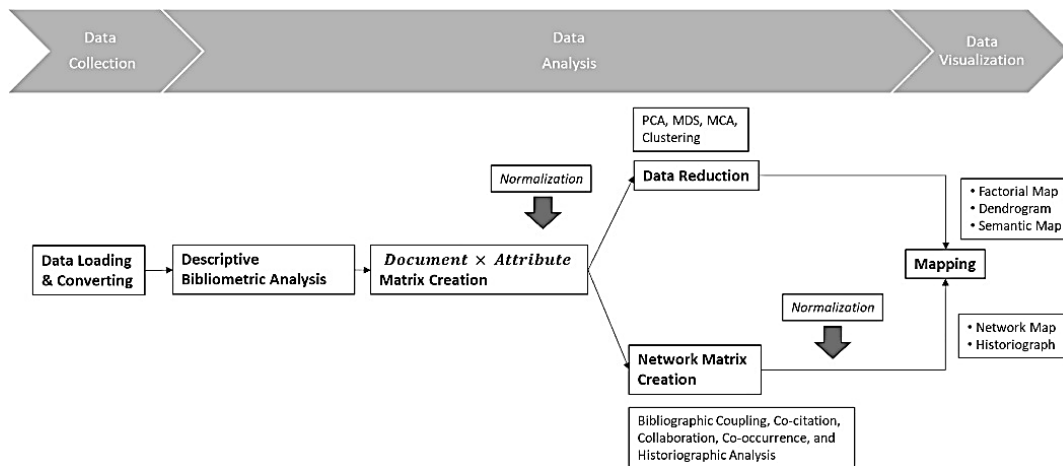 Data
Collection
Data
Analysis
Data
Visualization
PCA, MDS, MCA,
Clustering
Normalization
Data Reduction
• Factorial Map
• Dendrogram
• Semantic Map
Data Loading
& Converting
Descriptive
Bibliometric Analysis
Document × Attribute
Matrix Creation
Mapping
Normalization
• Network Map
• Historiograph
Network Matrix
Creation
Bibliographic Coupling, Co-citation,
Collaboration, Co-occurrence, and
Historiographic Analysis